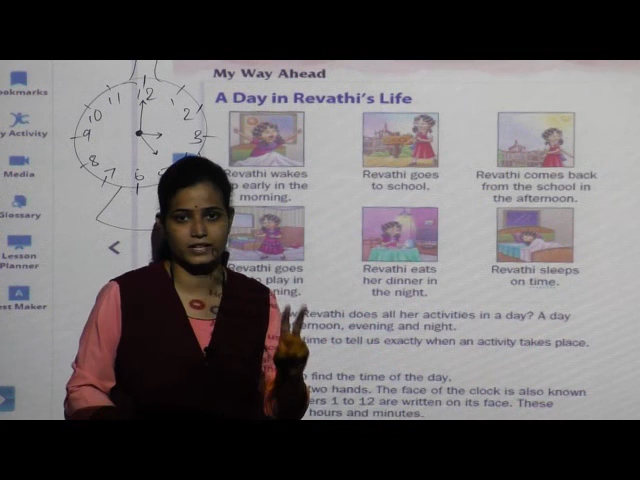 My Way Ahead
A Day in Revathi's Life
Bookmarks
My Activity
Media
Glossary
Lesson
Planner
Test Maker
12
11
1
10
2
9
3
8
7
6
Revathi wakes
up early in the
morning.
Revathi goes
to school.
Revathi comes back
from the school in
the afternoon.
Revathi goes
to play in
Revathi eats
her dinner in
the night.
Revathi sleeps
on time.
Revathi does all her activities in a day? A day
evening and night.
time to tell us exactly when an activity takes place.
to find the time of the day.
two hands. The face of the clock is also known
1 to 12 are written on its face. These
hours and minutes.